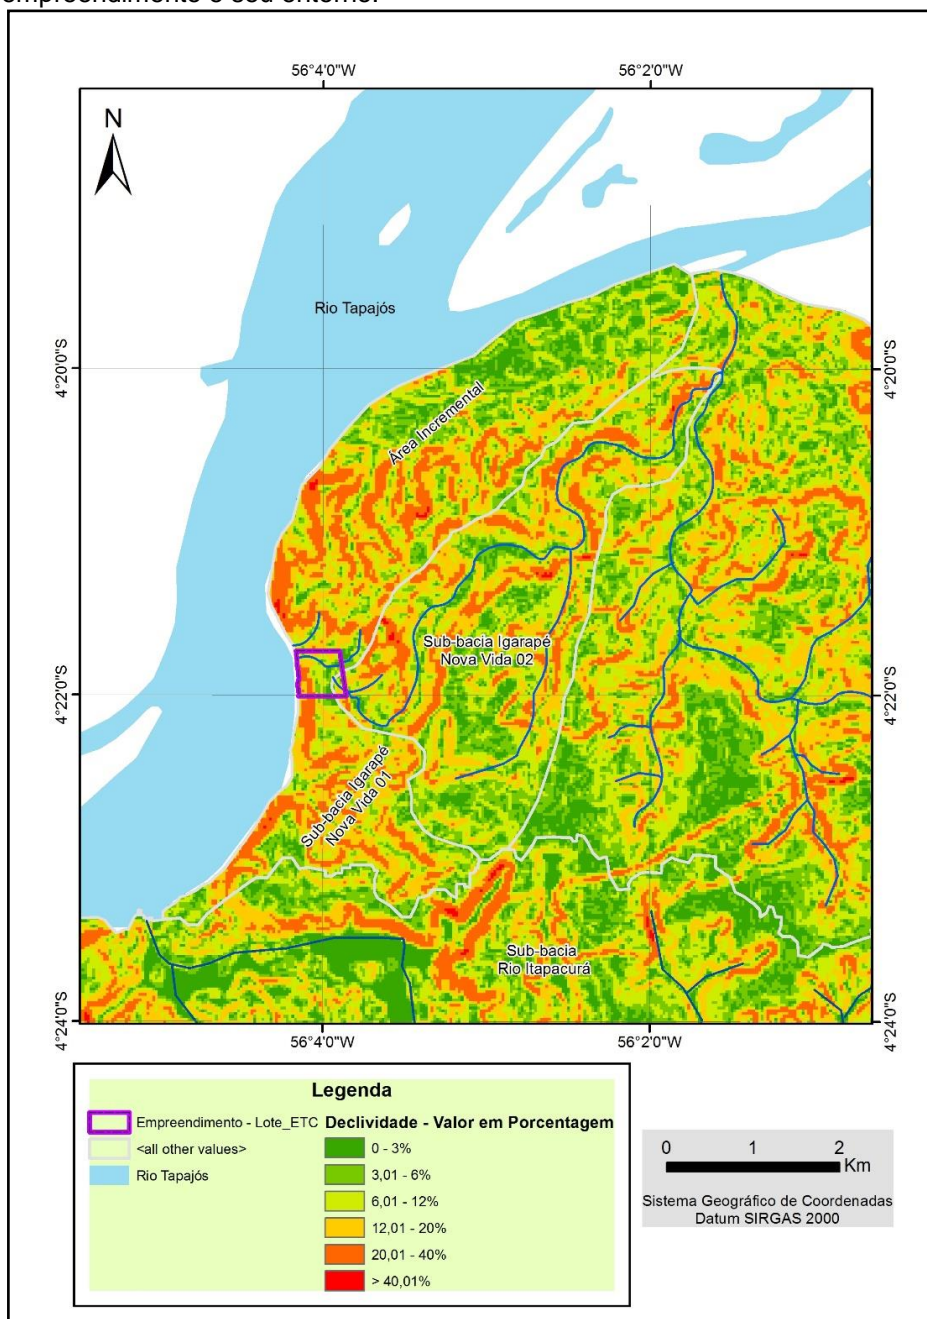 empreendimento e seu entorno.
56°4'0"W
56°2'0"W
N
Rio Tapajós
4°20'0"S
4°20'0"S
Área Incremental
Sub-bacia Igarapé
Nova Vida 02
4°22'0"S
4°22'0"S
Sub-bacia Igarapé
Nova Vida 01
Sub-bacia
Rio Itapacurá
4°24'0"S
4°24'0"S
56°4'0"W
56°2'0"W
Legenda
Empreendimento - Lote_ETC
<all other values>
Rio Tapajós
Declividade - Valor em Porcentagem
0 - 3%
3,01 - 6%
6,01 - 12%
12,01 - 20%
20,01 - 40%
> 40,01%
0 1 2
Km
Sistema Geográfico de Coordenadas
Datum SIRGAS 2000